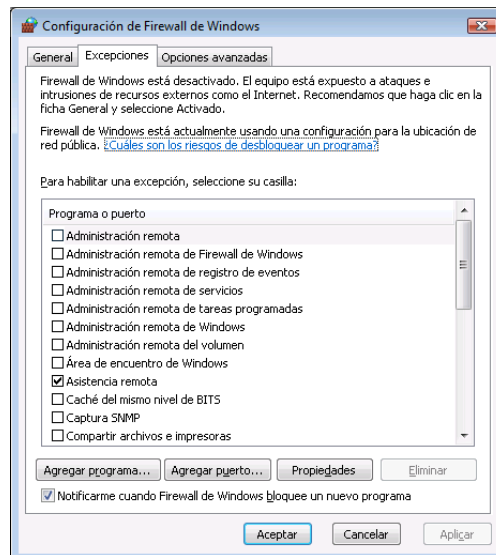 Configuración de Firewall de Windows
General Excepciones Opciones avanzadas
Firewall de Windows está desactivado. El equipo está expuesto a ataques e
intrusiones de recursos externos como el Internet. Recomendamos que haga clic en la
ficha General y seleccione Activado.
Firewall de Windows está actualmente usando una configuración para la ubicación de
red pública. ¿Cuáles son los riesgos de desbloquear un programa?
Para habilitar una excepción, seleccione su casilla:
Programa o puerto
Administración remota
Administración remota de Firewall de Windows
Administración remota de registro de eventos
Administración remota de servicios
Administración remota de tareas programadas
Administración remota de Windows
Administración remota del volumen
Área de encuentro de Windows
Asistencia remota
Caché del mismo nivel de BITS
Captura SNMP
Compartir archivos e impresoras
Agregar programa... Agregar puerto... Propiedades Eliminar
Notificarme cuando Firewall de Windows bloquee un nuevo programa
Aceptar Cancelar Aplicar